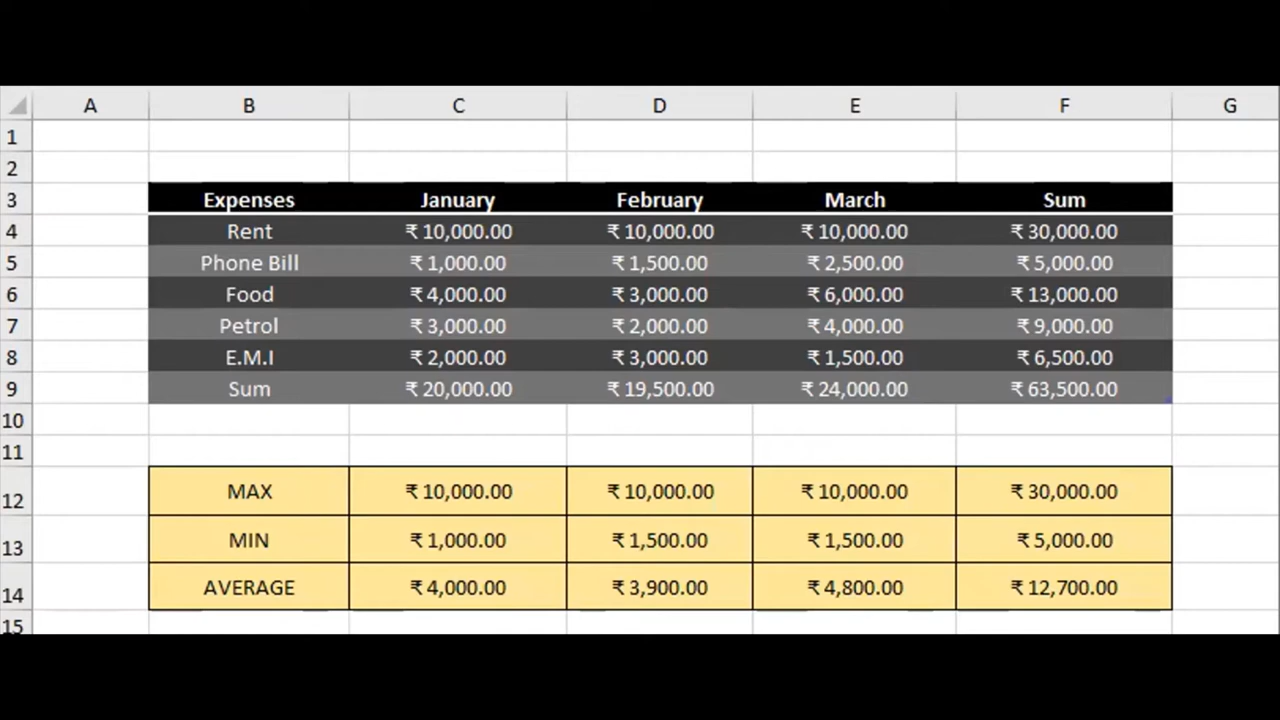 A B C D E F G
1
2
3 Expenses January February March Sum
4 Rent ₹ 10,000.00 ₹ 10,000.00 ₹ 10,000.00 ₹ 30,000.00
5 Phone Bill ₹ 1,000.00 ₹ 1,500.00 ₹ 2,500.00 ₹ 5,000.00
6 Food ₹ 4,000.00 ₹ 3,000.00 ₹ 6,000.00 ₹ 13,000.00
7 Petrol ₹ 3,000.00 ₹ 2,000.00 ₹ 4,000.00 ₹ 9,000.00
8 E.M.I ₹ 2,000.00 ₹ 3,000.00 ₹ 1,500.00 ₹ 6,500.00
9 Sum ₹ 20,000.00 ₹ 19,500.00 ₹ 24,000.00 ₹ 63,500.00
10
11
12 MAX ₹ 10,000.00 ₹ 10,000.00 ₹ 10,000.00 ₹ 30,000.00
13 MIN ₹ 1,000.00 ₹ 1,500.00 ₹ 1,500.00 ₹ 5,000.00
14 AVERAGE ₹ 4,000.00 ₹ 3,900.00 ₹ 4,800.00 ₹ 12,700.00
15